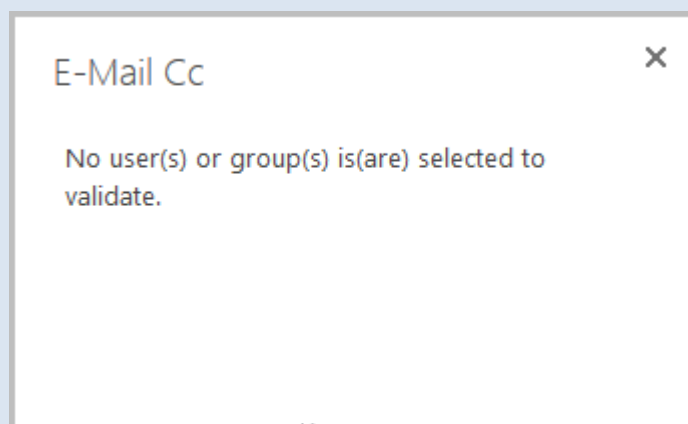 E-Mail Cc
No user(s) or group(s) is(are) selected to
validate.